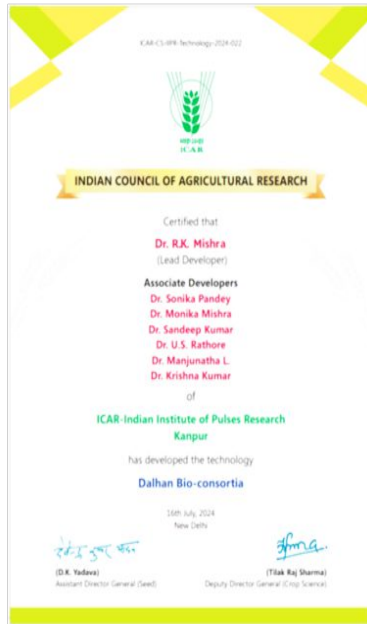 ICAR-CS-IIPR-Technology-2024-022
ICAR
INDIAN COUNCIL OF AGRICULTURAL RESEARCH
Certified that
Dr. R.K. Mishra
(Lead Developer)
Associate Developers
Dr. Sonika Pandey
Dr. Monika Mishra
Dr. Sandeep Kumar
Dr. U.S. Rathore
Dr. Manjunatha L.
Dr. Krishna Kumar
of
ICAR-Indian Institute of Pulses Research
Kanpur
has developed the technology
Dalhan Bio-consortia
16th July, 2024
New Delhi
(D.K. Yadava)
Assistant Director General (Seed)
(Tilak Raj Sharma)
Deputy Director General (Crop Science)